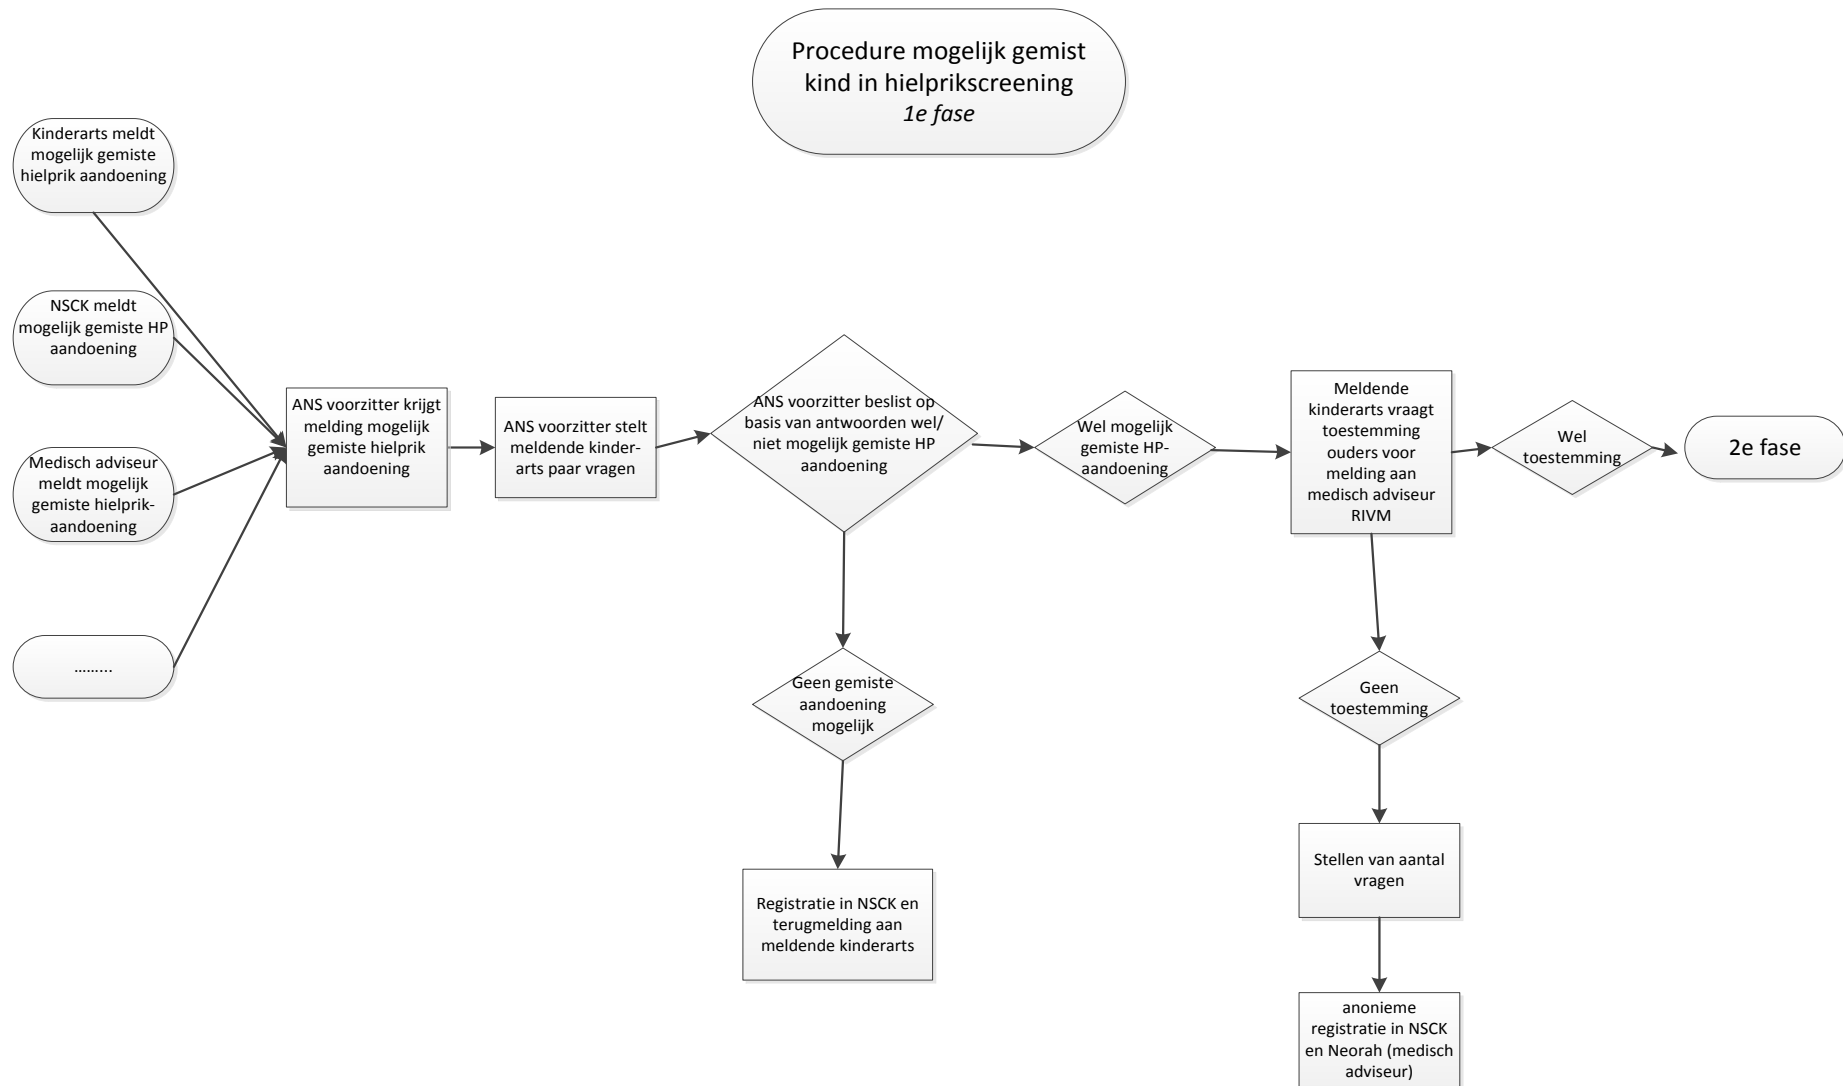 Procedure mogelijk gemist
kind in hielprikscreening
1e fase
Kinderarts meldt
mogelijk gemiste
hielprik aandoening
NSCK meldt
mogelijk gemiste HP
aandoening
Medisch adviseur
meldt mogelijk
gemiste hielprik-
aandoening
……...
ANS voorzitter krijgt
melding mogelijk
gemiste hielprik
aandoening
ANS voorzitter stelt
meldende kinder-
arts paar vragen
ANS voorzitter beslist op
basis van antwoorden wel/
niet mogelijk gemiste HP
aandoening
Wel mogelijk
gemiste HP-
aandoening
Meldende
kinderarts vraagt
toestemming
ouders voor
melding aan
medisch adviseur
RIVM
Wel
toestemming
2e fase
Geen gemiste
aandoening
mogelijk
Registratie in NSCK en
terugmelding aan
meldende kinderarts
Geen
toestemming
Stellen van aantal
vragen
anonieme
registratie in NSCK
en Neorah (medisch
adviseur)